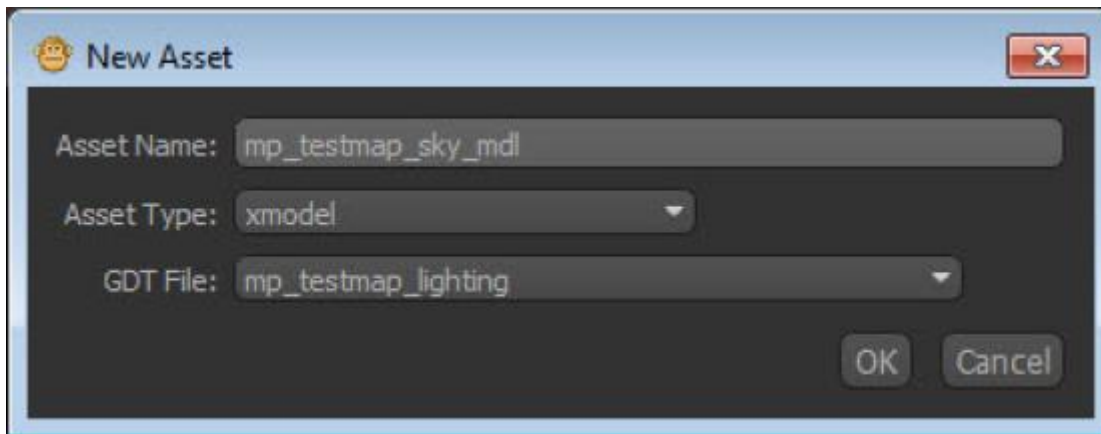 New Asset
Asset Name: mp_testmap_sky_mdl
Asset Type: xmodel
GDT File: mp_testmap_lighting
OK Cancel